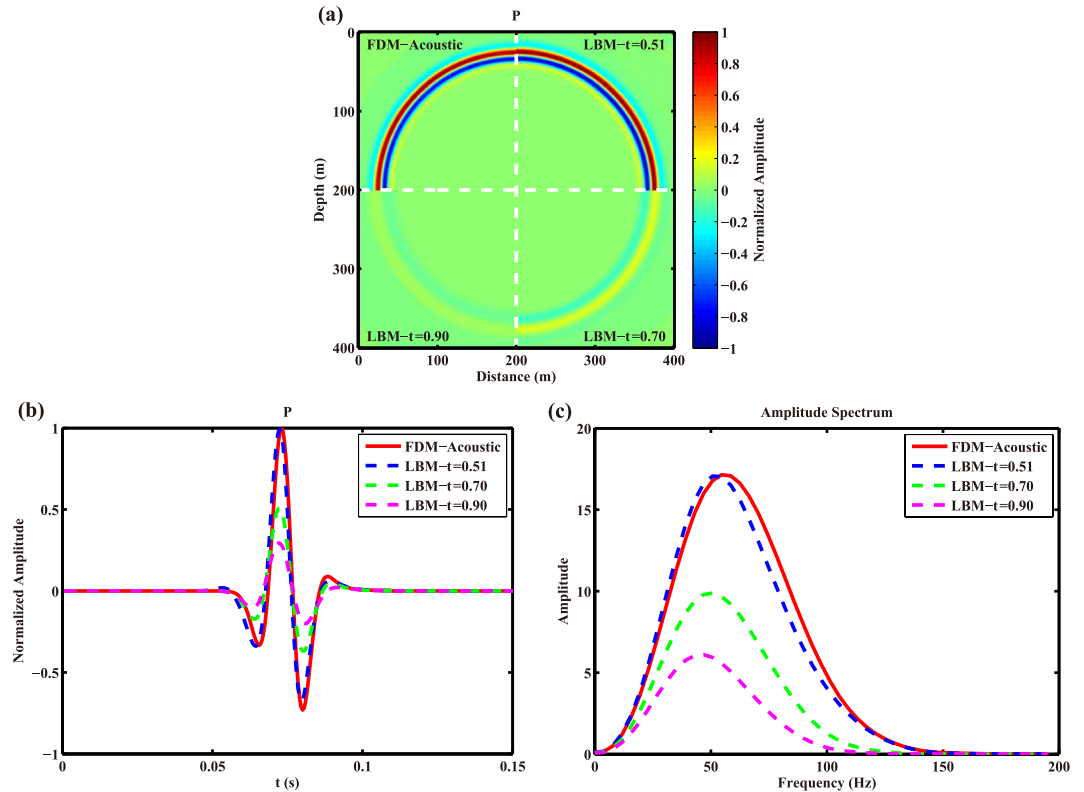 (a)
P
FDM−Acoustic
LBM−t=0.51
LBM−t=0.90
LBM−t=0.70
0
100
200
300
400
Depth (m)
0
100
200
300
400
Distance (m)
1
0.8
0.6
0.4
0.2
0
−0.2
−0.4
−0.6
−0.8
−1
Normalized Amplitude
(b)
P
1
0.5
0
−0.5
−1
Normalized Amplitude
FDM−Acoustic
LBM−t=0.51
LBM−t=0.70
LBM−t=0.90
0
0.05
0.1
0.15
t (s)
(c)
Amplitude Spectrum
20
15
10
5
0
Amplitude
FDM−Acoustic
LBM−t=0.51
LBM−t=0.70
LBM−t=0.90
0
50
100
150
200
Frequency (Hz)